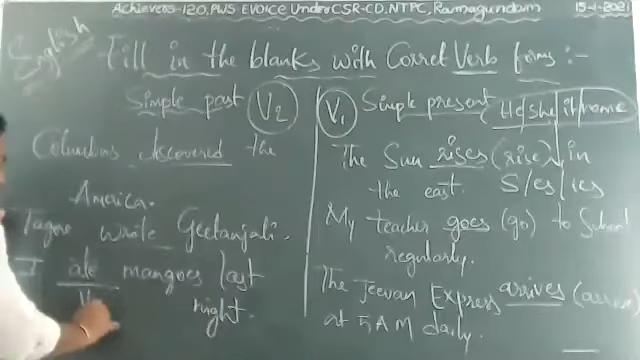 Achievers-120, PWS EVOICE Under CSR-CD, NTPC, Ramagundam 15-1-2021
English
Fill in the blanks with Corret Verb forms :-
Simple past V2
Columbus discovered the
America.
Tagore wrote Geetanjali.
I ate mangoes last
night.
V1 Simple present (He/She/it/name
The Sun rises (rise) in
the east. S/es/ies
My teacher goes (go) to School
regularly.
The Jeevan Express arrives (arrive)
at 5 AM daily.